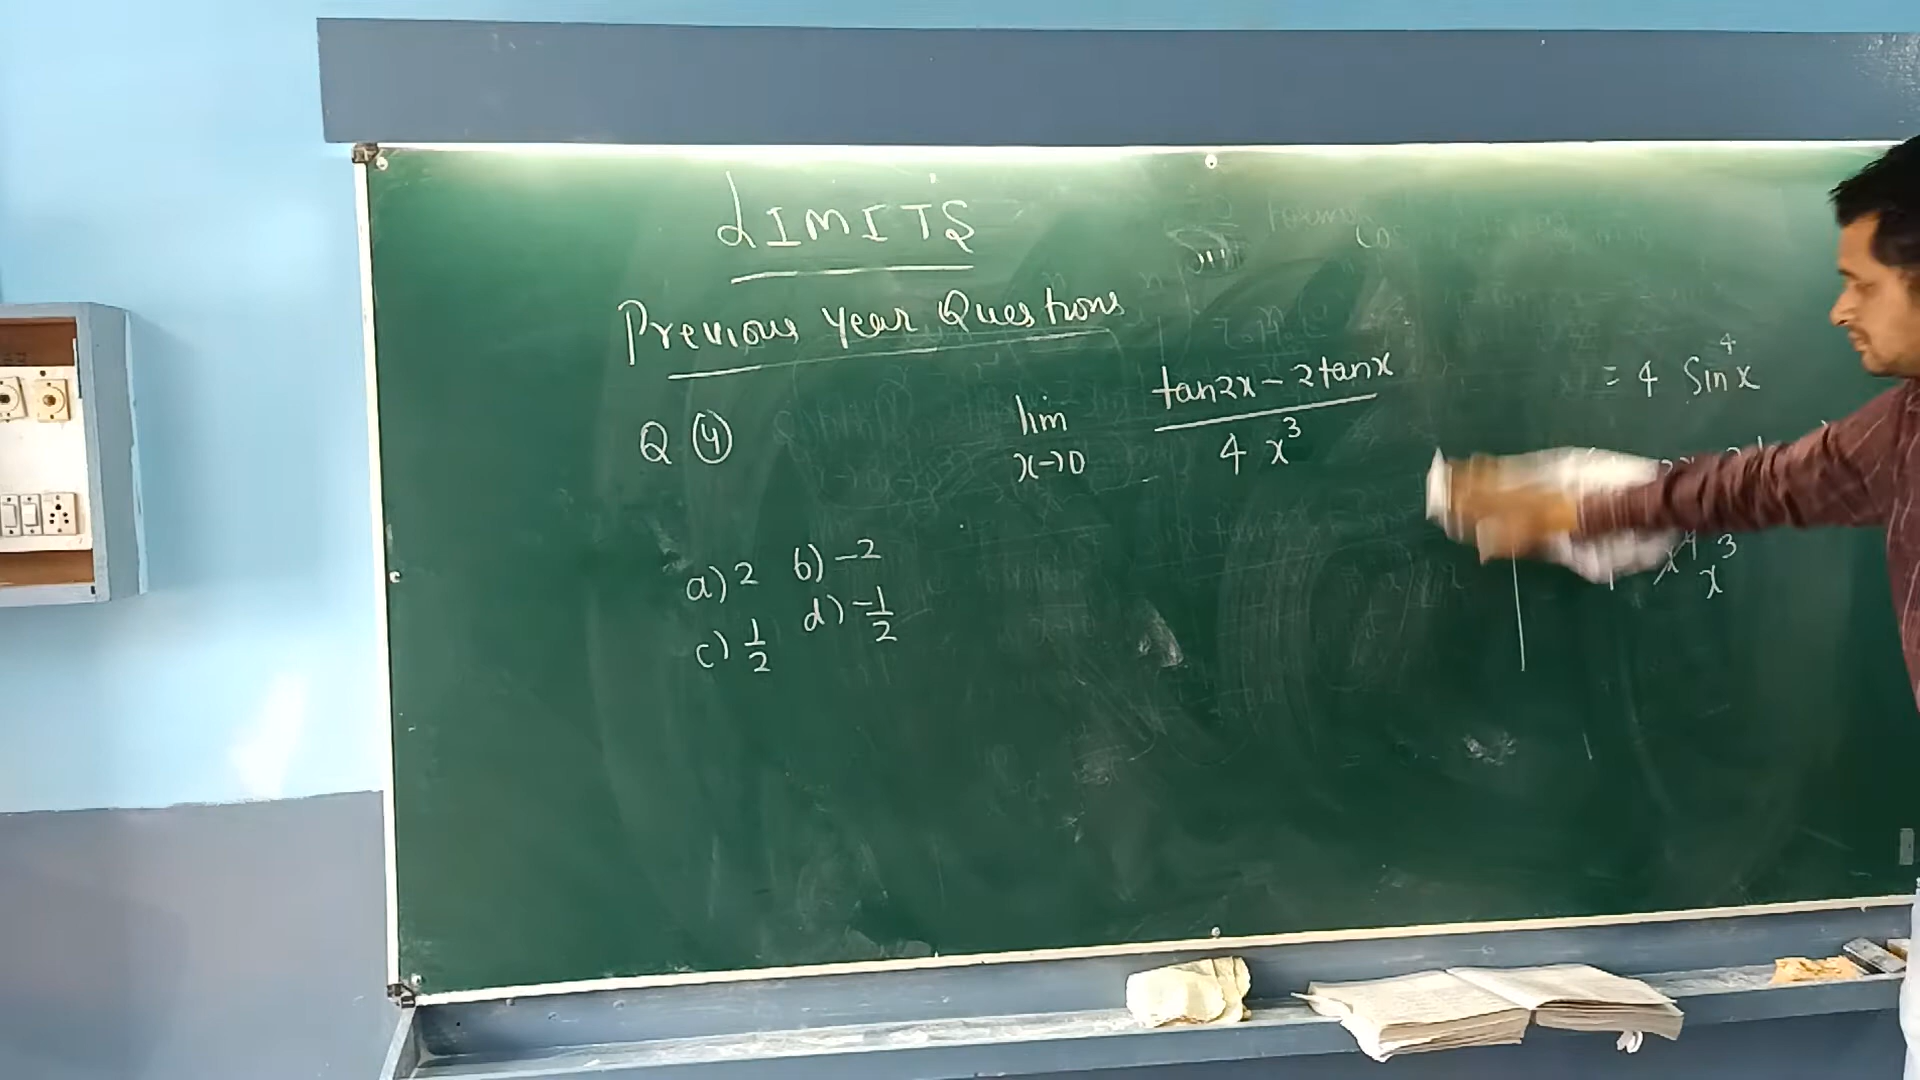 LIMITS
Previous year Questions
Q ④ lim x→0 (tan2x - 2tanx) / (4 x³)
a) 2 b) -2
c) 1/2 d) -1/2
= 4 Sin⁴x
x³